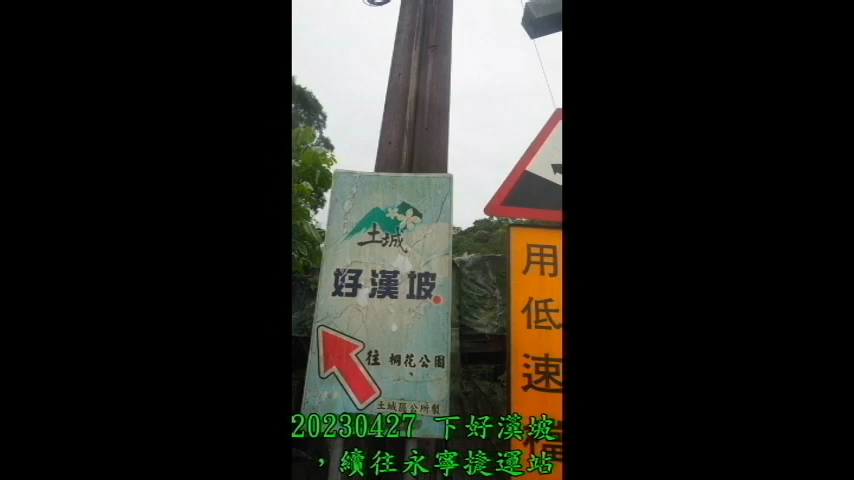 土城
好漢坡
往 桐花公園
土城區公所製
用低速檔
20230427 下好漢坡
，續往永寧捷運站